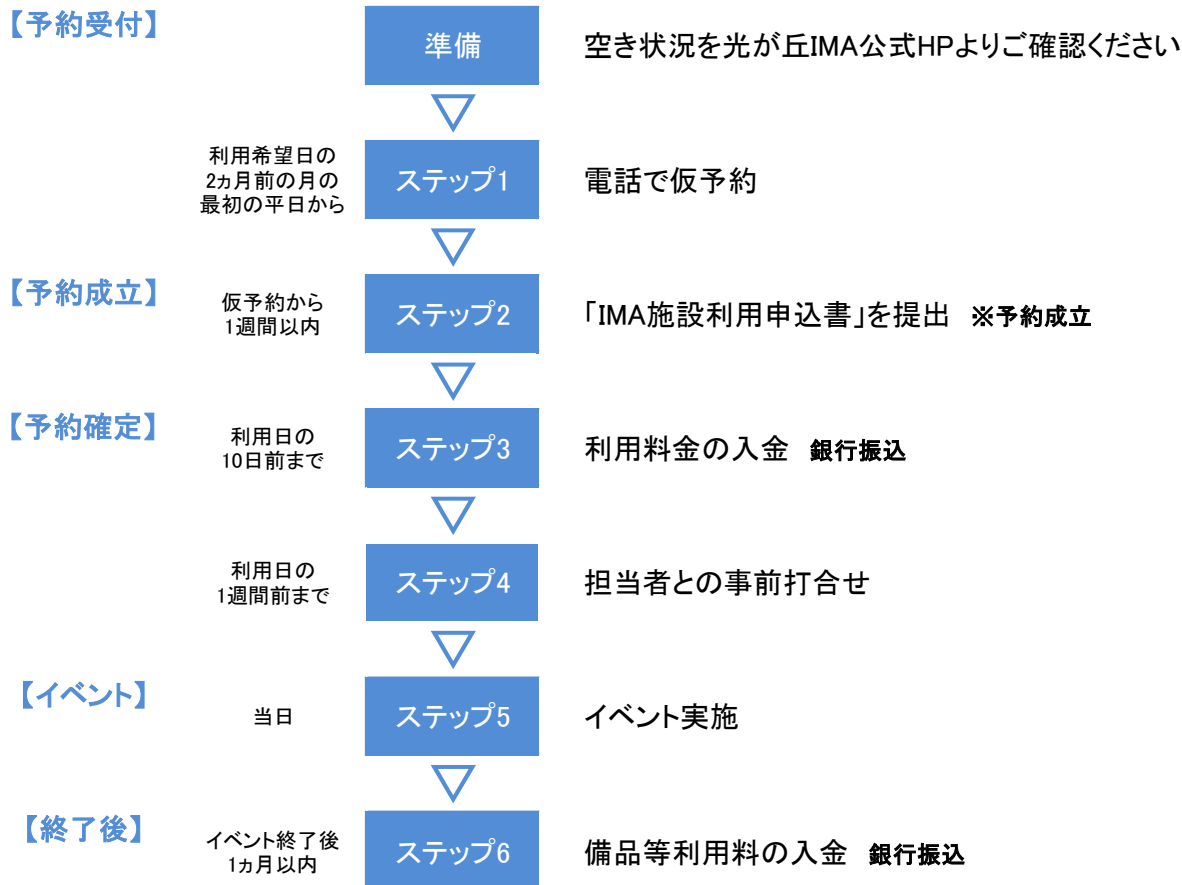 【予約受付】
準備
空き状況を光が丘IMA公式HPよりご確認ください
利用希望日の
2ヵ月前の月の
最初の平日から
ステップ1
電話で仮予約
【予約成立】
仮予約から
1週間以内
ステップ2
「IMA施設利用申込書」を提出 ※予約成立
【予約確定】
利用日の
10日前まで
ステップ3
利用料金の入金 銀行振込
利用日の
1週間前まで
ステップ4
担当者との事前打合せ
【イベント】
当日
ステップ5
イベント実施
【終了後】
イベント終了後
1ヵ月以内
ステップ6
備品等利用料の入金 銀行振込